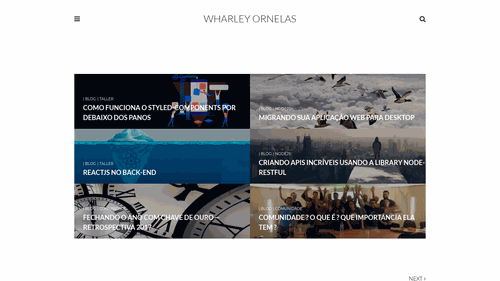 WHARLEY ORNELAS
| BLOG | TALLER
COMO FUNCIONA O STYLED-COMPONENTS POR
DEBAIXO DOS PANOS
| BLOG | NODEJS
MIGRANDO SUA APLICAÇÃO WEB PARA DESKTOP
| BLOG | TALLER
REACTJS NO BACK-END
| BLOG | NODEJS
CRIANDO APIS INCRÍVEIS USANDO A LIBRARY NODE-
RESTFUL
| BLOG |
FECHANDO O ANO COM CHAVE DE OURO –
RETROSPECTIVA 2017
| BLOG | COMUNIDADE
COMUNIDADE? O QUE É ? QUE IMPORTÂNCIA ELA
TEM ?
NEXT ›